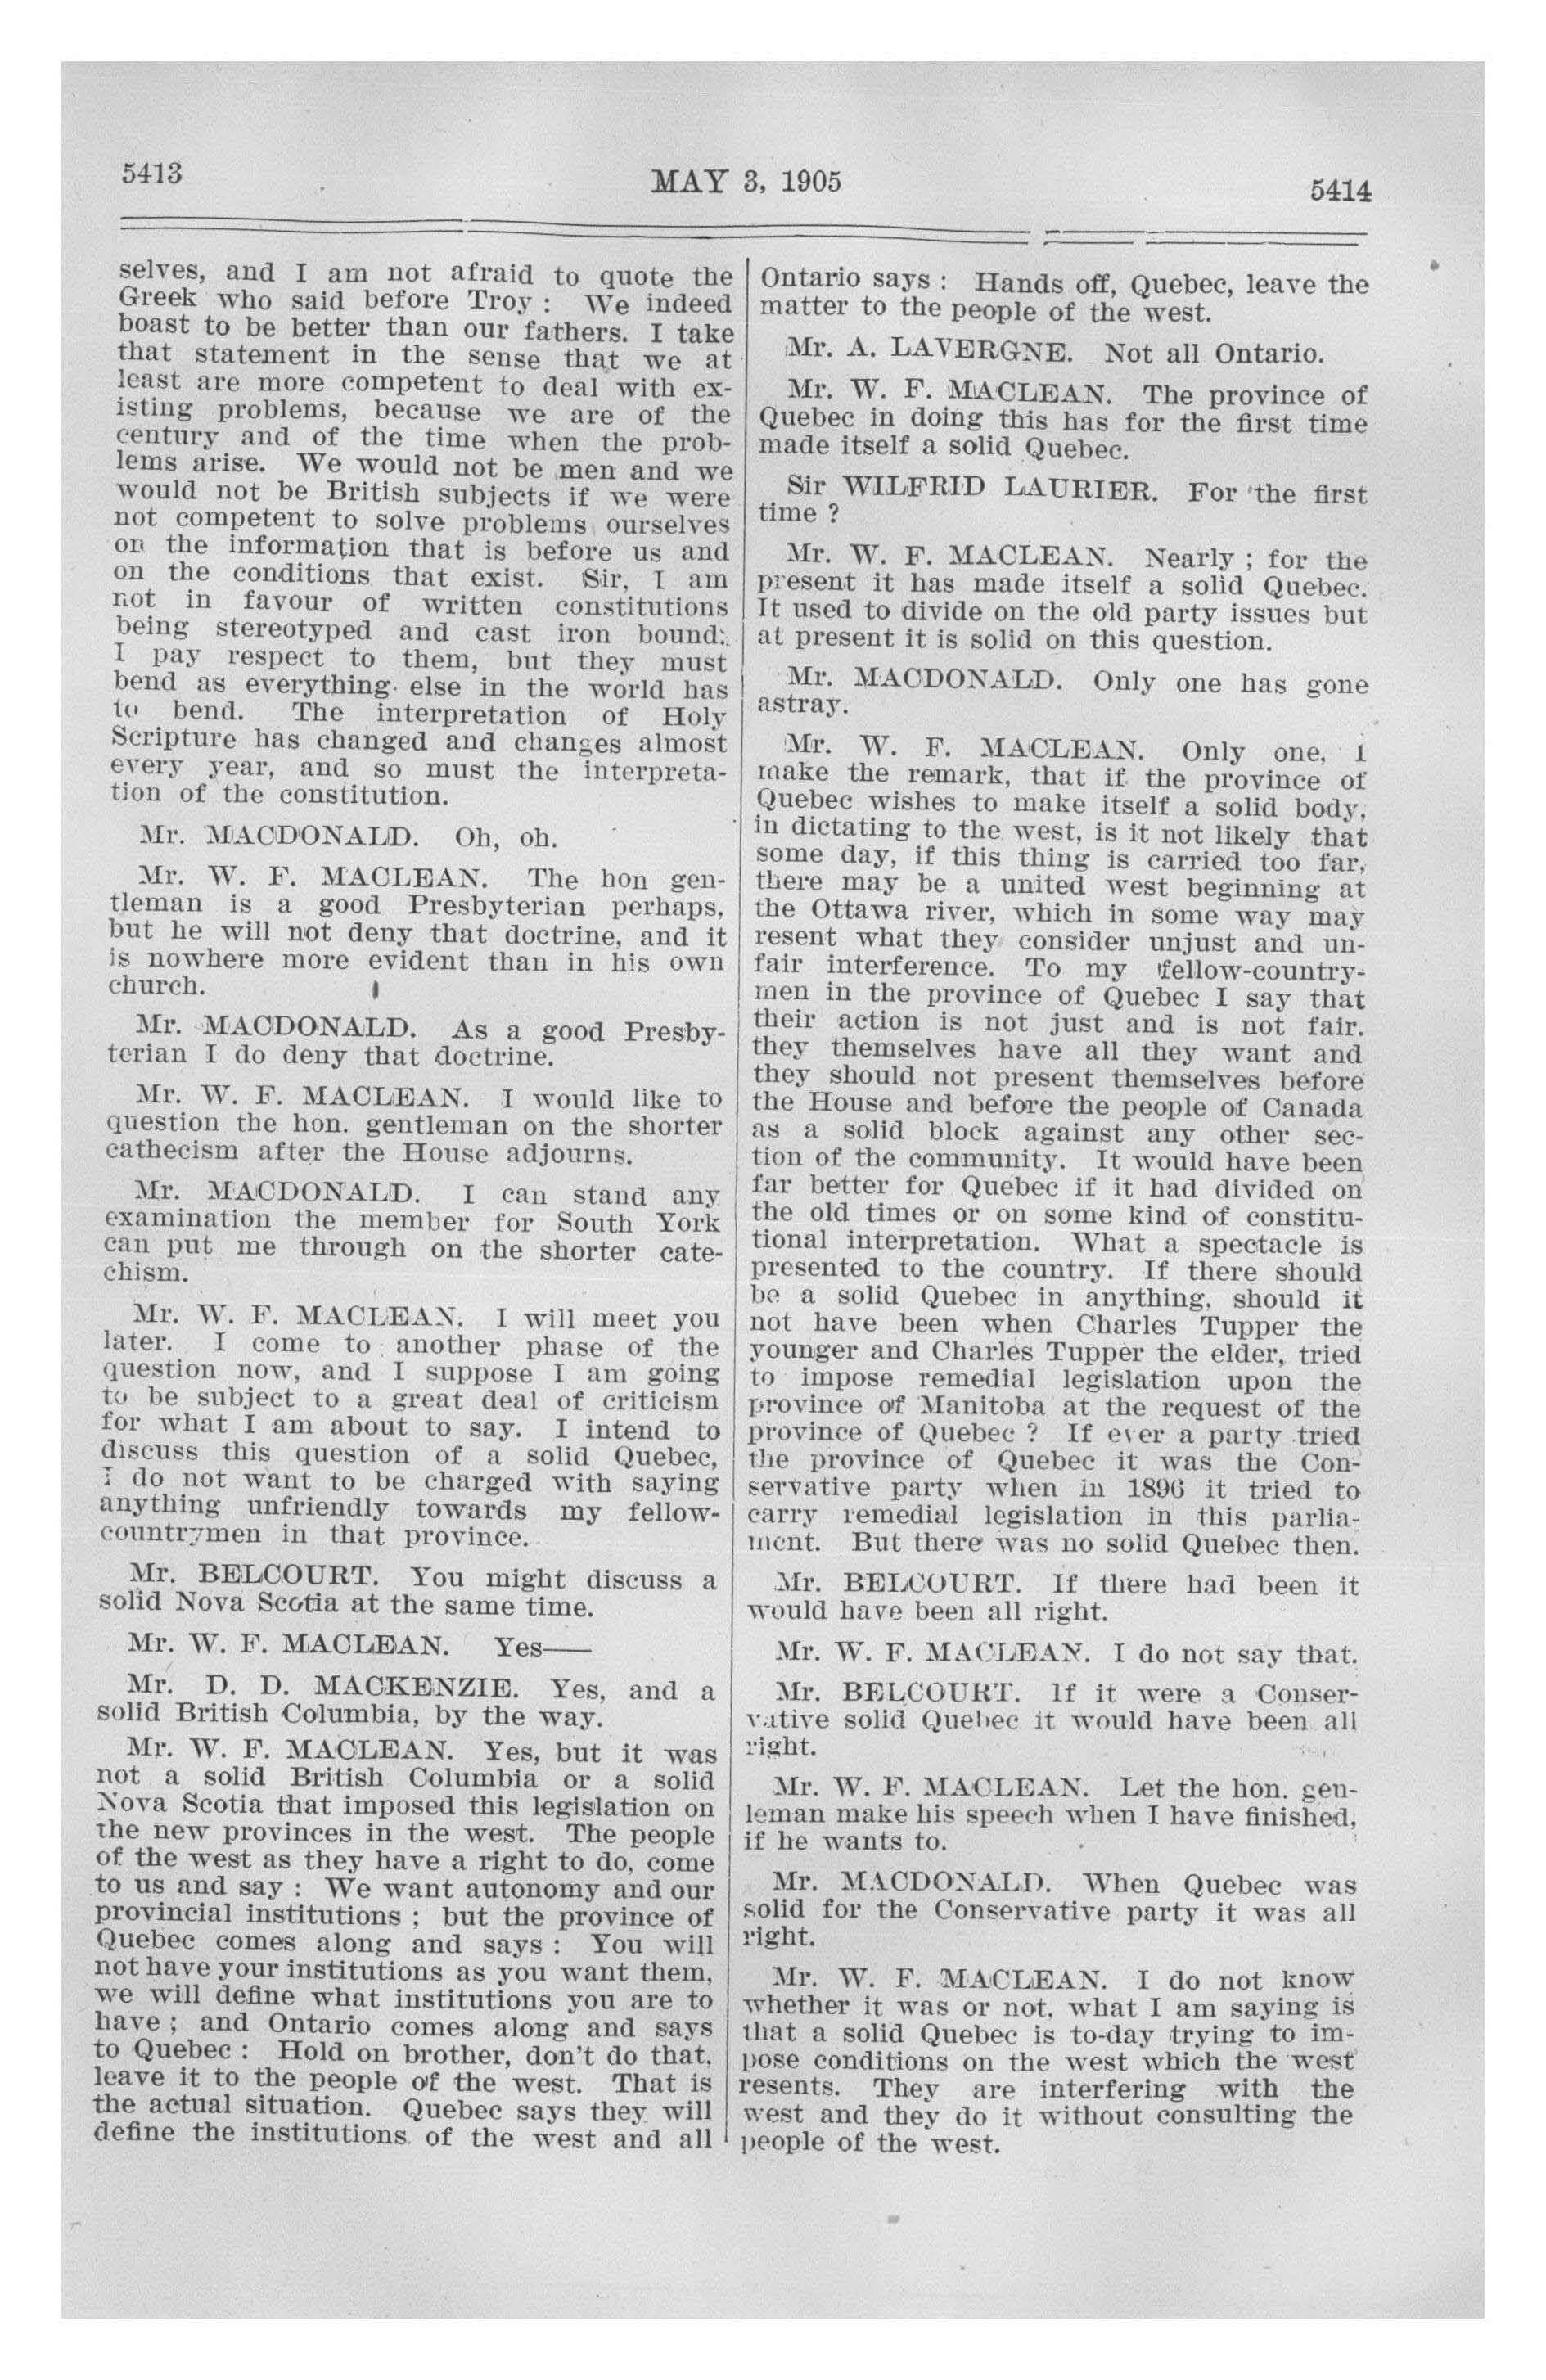 5413
MAY 3, 1905
5414
selves, and I am not afraid to quote the
Greek who said before Troy : We indeed
boast to be better than our fathers. I take
that statement in the sense that we at
least are more competent to deal with ex-
isting problems, because we are of the
century and of the time when the prob-
lems arise. We would not be men and we
would not be British subjects if we were
not competent to solve problems ourselves
on the information that is before us and
on the conditions that exist. Sir, I am
not in favour of written constitutions
being stereotyped and cast iron bound:
I pay respect to them, but they must
bend as everything else in the world has
to bend. The interpretation of Holy
Scripture has changed and changes almost
every year, and so must the interpreta-
tion of the constitution.
Mr. MACDONALD. Oh, oh.
Mr. W. F. MACLEAN. The hon gen-
tleman is a good Presbyterian perhaps,
but he will not deny that doctrine, and it
is nowhere more evident than in his own
church.
Mr. MACDONALD. As a good Presby-
terian I do deny that doctrine.
Mr. W. F. MACLEAN. I would like to
question the hon. gentleman on the shorter
cathecism after the House adjourns.
Mr. MACDONALD. I can stand any
examination the member for South York
can put me through on the shorter cate-
chism.
Mr. W. F. MACLEAN. I will meet you
later. I come to another phase of the
question now, and I suppose I am going
to be subject to a great deal of criticism
for what I am about to say. I intend to
discuss this question of a solid Quebec,
I do not want to be charged with saying
anything unfriendly towards my fellow-
countrymen in that province.
Mr. BELCOURT. You might discuss a
solid Nova Scotia at the same time.
Mr. W. F. MACLEAN. Yes——
Mr. D. D. MACKENZIE. Yes, and a
solid British Columbia, by the way.
Mr. W. F. MACLEAN. Yes, but it was
not a solid British Columbia or a solid
Nova Scotia that imposed this legislation on
the new provinces in the west. The people
of the west as they have a right to do, come
to us and say : We want autonomy and our
provincial institutions ; but the province of
Quebec comes along and says : You will
not have your institutions as you want them,
we will define what institutions you are to
have ; and Ontario comes along and says
to Quebec : Hold on brother, don't do that,
leave it to the people of the west. That is
the actual situation. Quebec says they will
define the institutions of the west and all
Ontario says : Hands off, Quebec, leave the
matter to the people of the west.
Mr. A. LAVERGNE. Not all Ontario.
Mr. W. F. MACLEAN. The province of
Quebec in doing this has for the first time
made itself a solid Quebec.
Sir WILFRID LAURIER. For the first
time ?
Mr. W. F. MACLEAN. Nearly ; for the
present it has made itself a solid Quebec.
It used to divide on the old party issues but
at present it is solid on this question.
Mr. MACDONALD. Only one has gone
astray.
Mr. W. F. MACLEAN. Only one, I
make the remark, that if the province of
Quebec wishes to make itself a solid body,
in dictating to the west, is it not likely that
some day, if this thing is carried too far,
there may be a united west beginning at
the Ottawa river, which in some way may
resent what they consider unjust and un-
fair interference. To my fellow-country-
men in the province of Quebec I say that
their action is not just and is not fair.
they themselves have all they want and
they should not present themselves before
the House and before the people of Canada
as a solid block against any other sec-
tion of the community. It would have been
far better for Quebec if it had divided on
the old times or on some kind of constitu-
tional interpretation. What a spectacle is
presented to the country. If there should
be a solid Quebec in anything, should it
not have been when Charles Tupper the
younger and Charles Tupper the elder, tried
to impose remedial legislation upon the
province of Manitoba at the request of the
province of Quebec ? If ever a party tried
the province of Quebec it was the Con-
servative party when in 1896 it tried to
carry remedial legislation in this parlia-
ment. But there was no solid Quebec then.
Mr. BELCOURT. If there had been it
would have been all right.
Mr. W. F. MACLEAN. I do not say that.
Mr. BELCOURT. If it were a Conser-
vative solid Quebec it would have been all
right.
Mr. W. F. MACLEAN. Let the hon. gen-
leman make his speech when I have finished,
if he wants to.
Mr. MACDONALD. When Quebec was
solid for the Conservative party it was all
right.
Mr. W. F. MACLEAN. I do not know
whether it was or not, what I am saying is
that a solid Quebec is to-day trying to im-
pose conditions on the west which the west
resents. They are interfering with the
west and they do it without consulting the
people of the west.